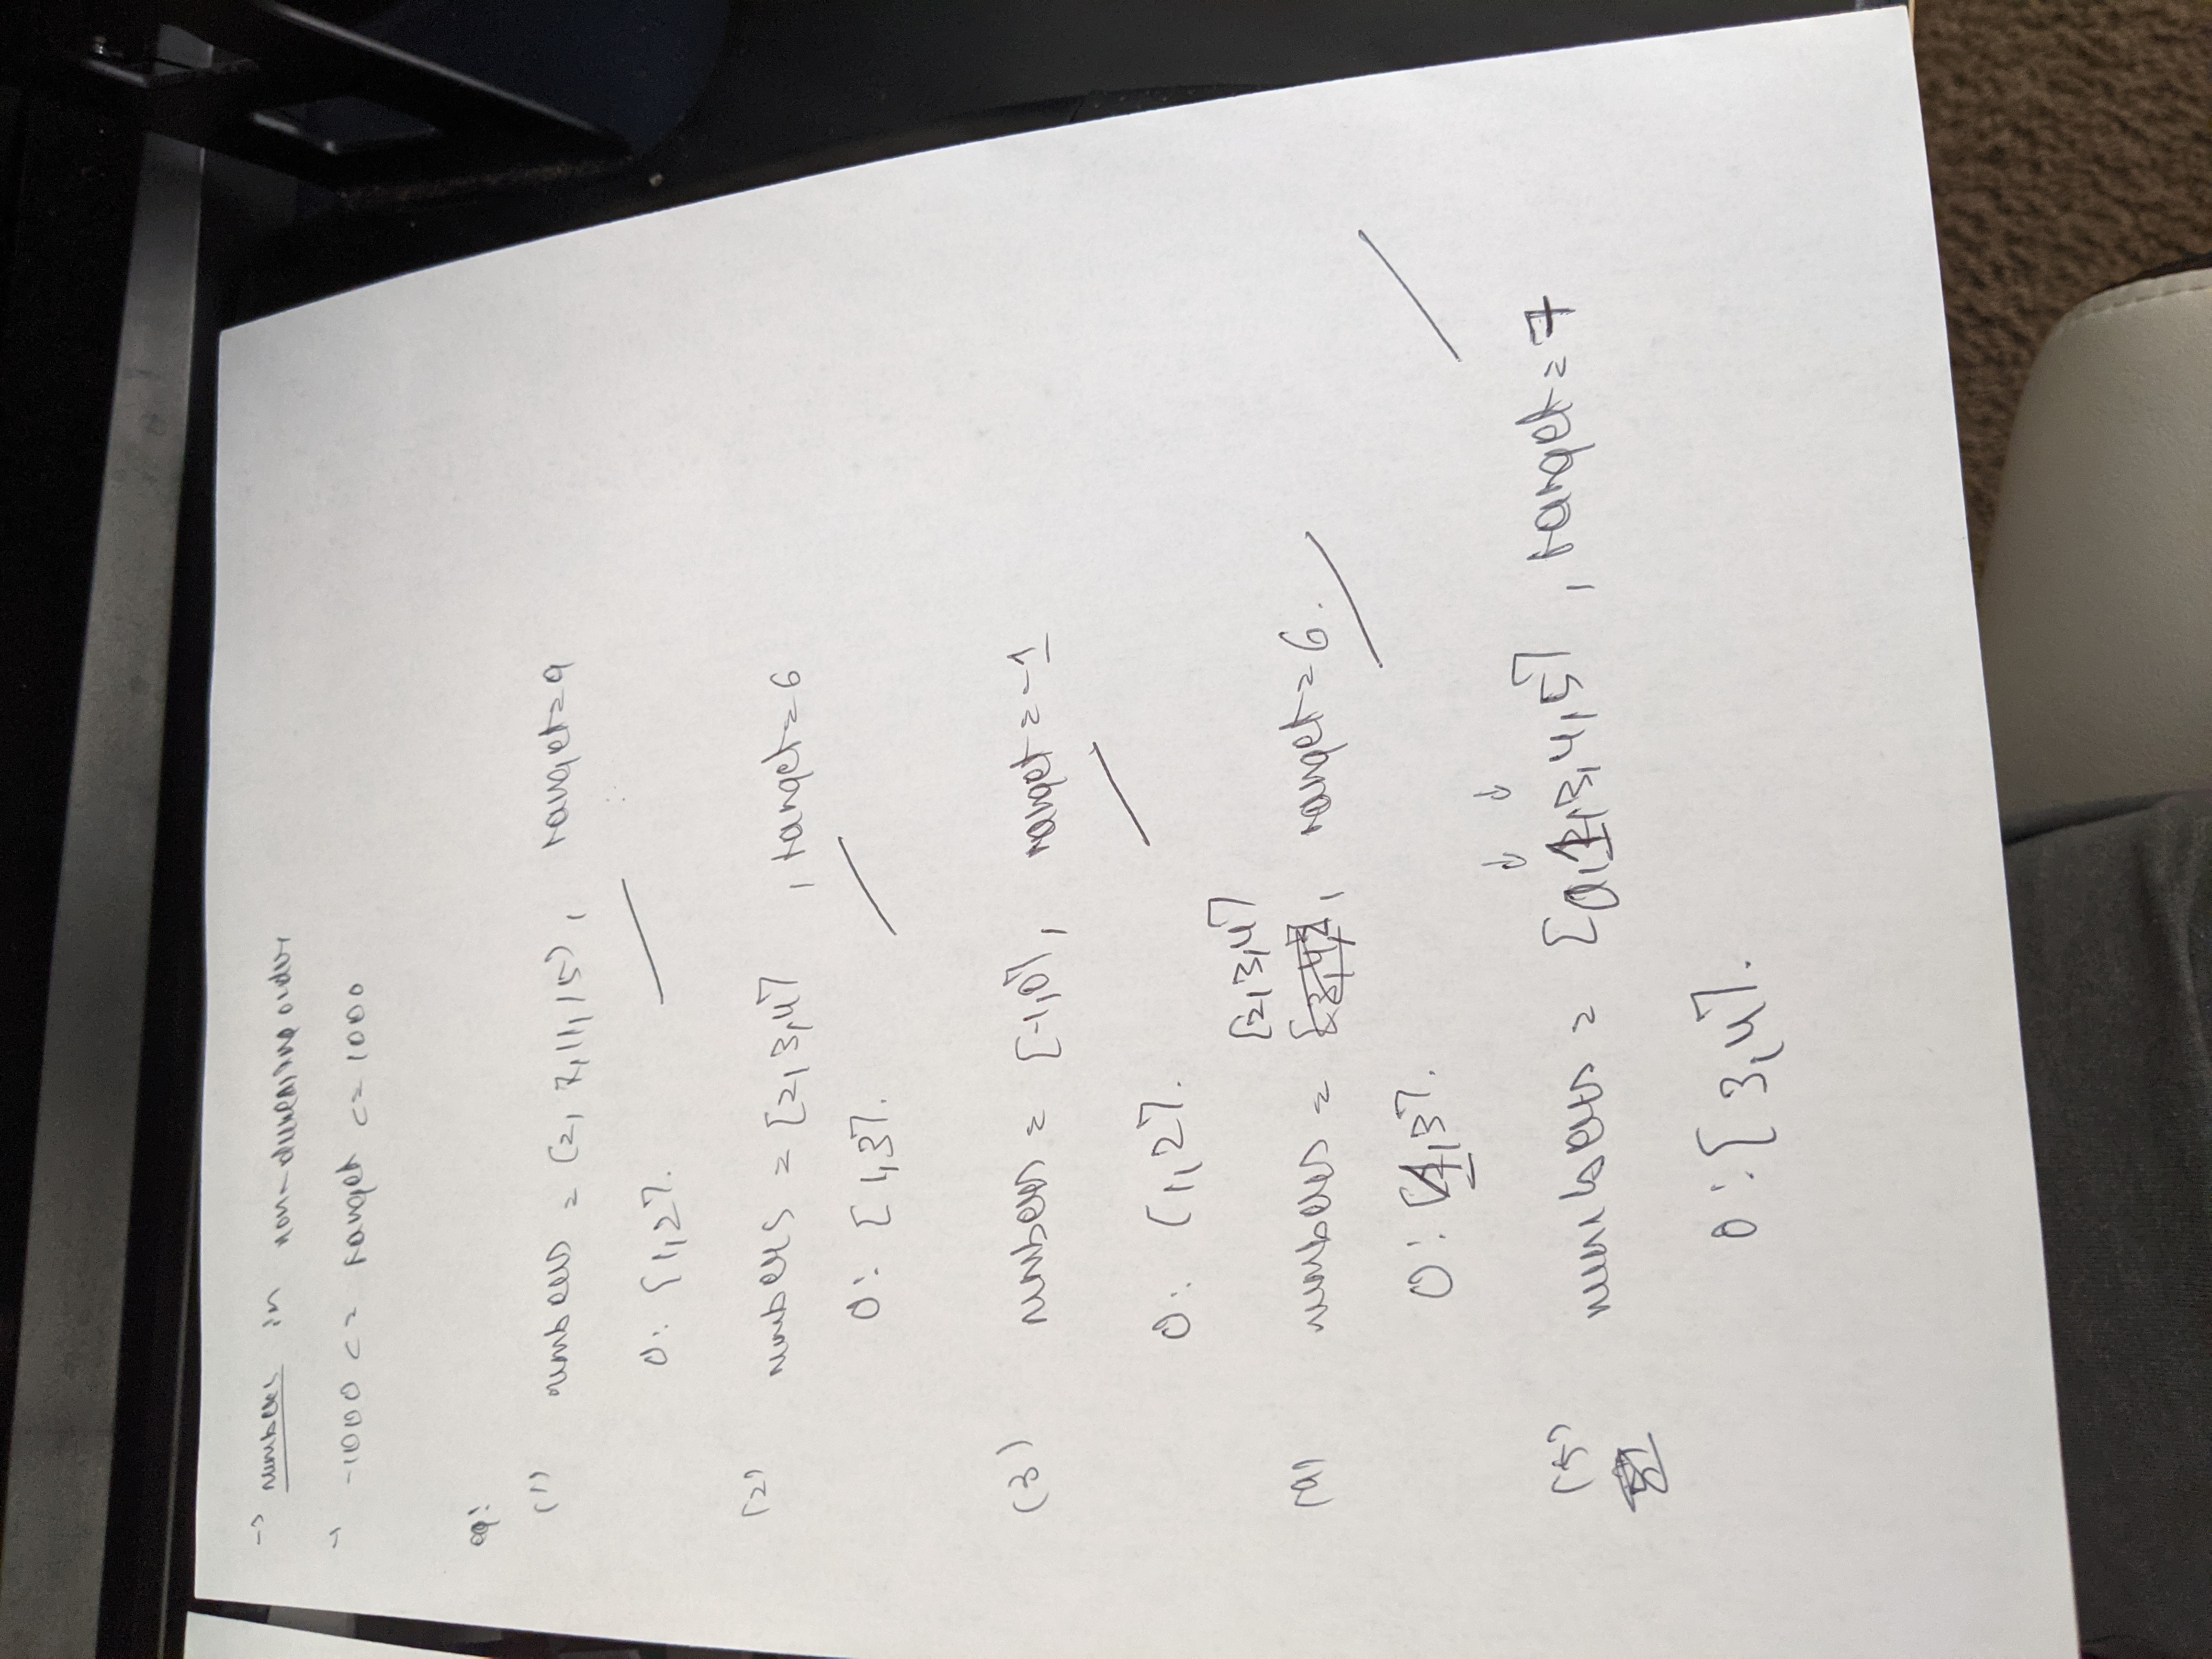 -> numbers in non-decreasing order
-> -1000 <= target <= 1000
eg:
(1) numbers = [2, 7, 11, 15], target = 9
O: [1,2].
(2) numbers = [2,3,4], target = 6
O: [1,3].
(3) numbers = [-1,0], target = -1
O: [1,2].
[2,3,4]
(4) numbers = , target = 6.
O: [1,3].
(5) numbers = [0,1,3,4,5], target = 7
O: [3,4].